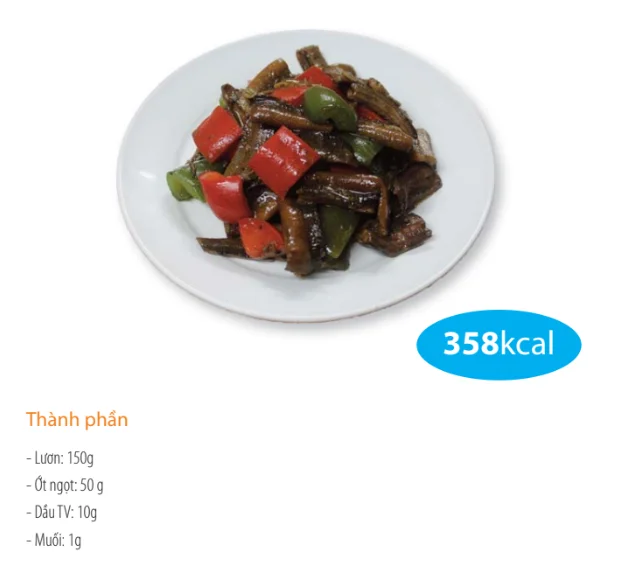 358kcal
Thành phần
- Lươn: 150g
- Ớt ngọt: 50 g
- Dầu TV: 10g
- Muối: 1g